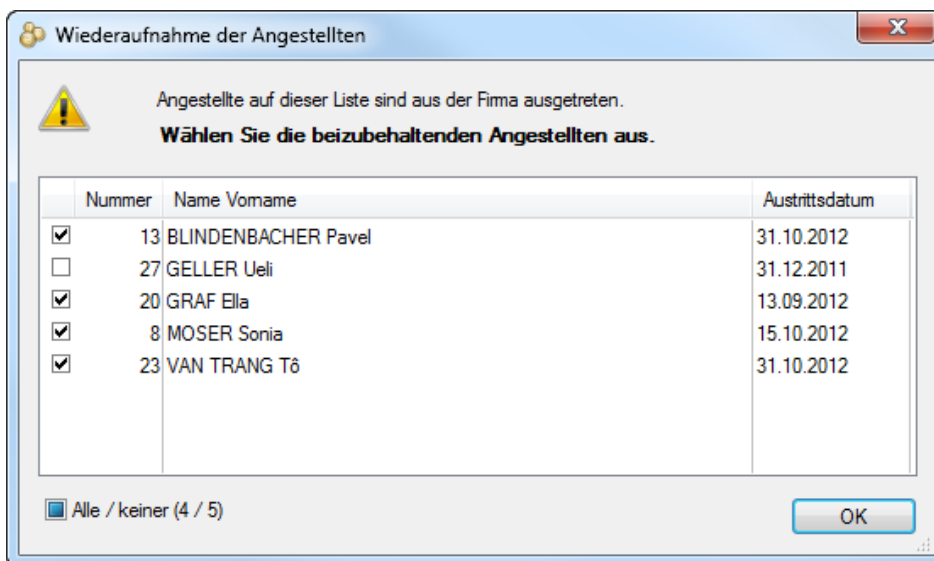 Wiederaufnahme der Angestellten
Angestellte auf dieser Liste sind aus der Firma ausgetreten.
Wählen Sie die beizubehaltenden Angestellten aus.
Nummer Name Vorname Austrittsdatum
13 BLINDENBACHER Pavel 31.10.2012
27 GELLER Ueli 31.12.2011
20 GRAF Ella 13.09.2012
8 MOSER Sonia 15.10.2012
23 VAN TRANG Tô 31.10.2012
Alle / keiner (4 / 5)
OK